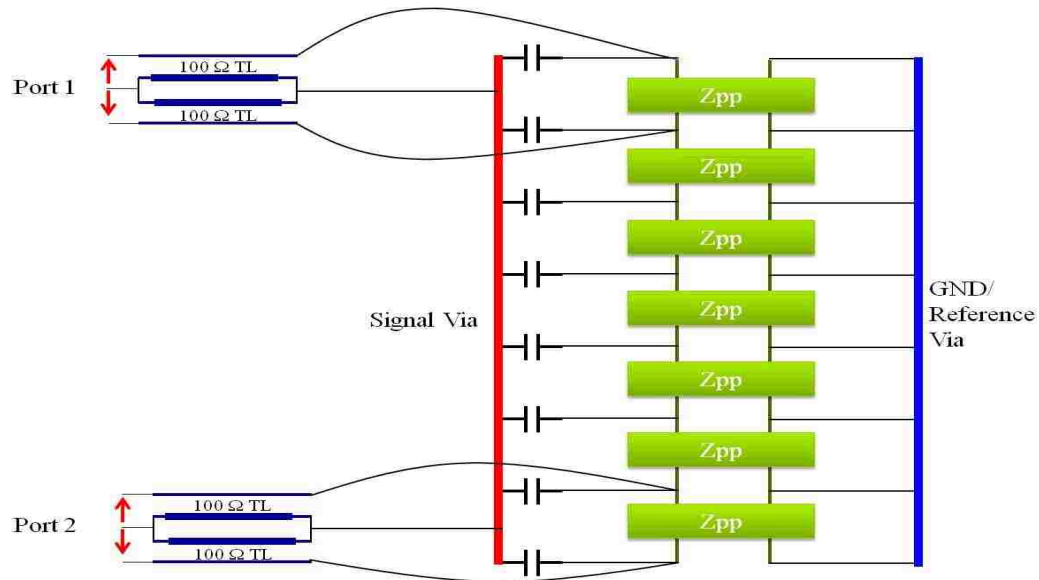 100 Ω TL
Port 1
100 Ω TL
Zpp
Zpp
Zpp
Zpp
Zpp
Zpp
Zpp
Signal Via
GND/
Reference
Via
100 Ω TL
Port 2
100 Ω TL